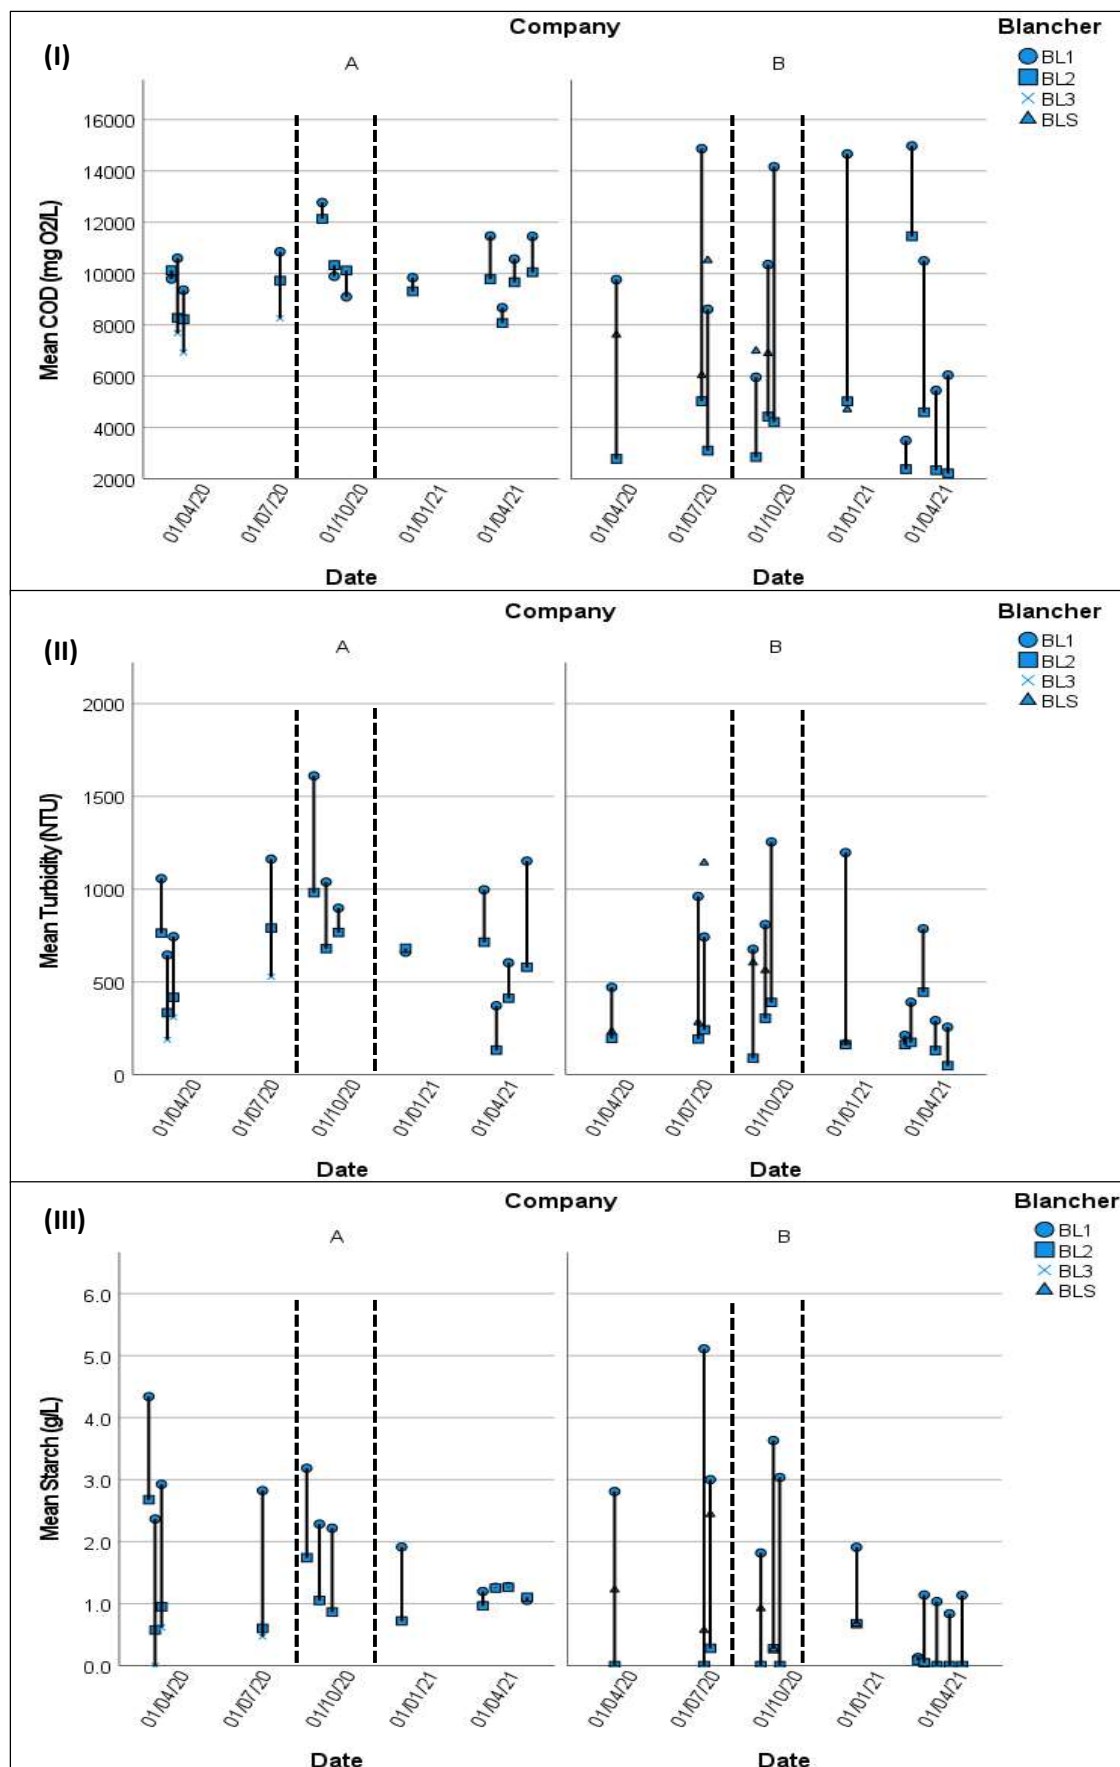 (I)
Company
Blancher
A
B
BL1
BL2
BL3
BLS
Mean COD (mg O2/L)
16000
14000
12000
10000
8000
6000
4000
2000
01/04/20
01/07/20
01/10/20
01/01/21
01/04/21
01/04/20
01/07/20
01/10/20
01/01/21
01/04/21
Date
Date
(II)
Company
Blancher
A
B
BL1
BL2
BL3
BLS
Mean Turbidity (NTU)
2000
1500
1000
500
0
01/04/20
01/07/20
01/10/20
01/01/21
01/04/21
01/04/20
01/07/20
01/10/20
01/01/21
01/04/21
Date
Date
(III)
Company
Blancher
A
B
BL1
BL2
BL3
BLS
Mean Starch (g/L)
6.0
5.0
4.0
3.0
2.0
1.0
0.0
01/04/20
01/07/20
01/10/20
01/01/21
01/04/21
01/04/20
01/07/20
01/10/20
01/01/21
01/04/21
Date
Date